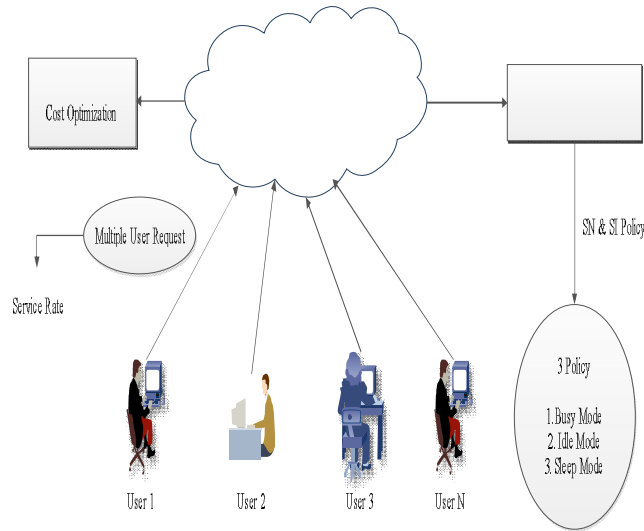 Cost Optimization
Multiple User Request
SN & SI Policy
Service Rate
3 Policy
1. Busy Mode
2. Idle Mode
3. Sleep Mode
User 1
User 2
User 3
User N